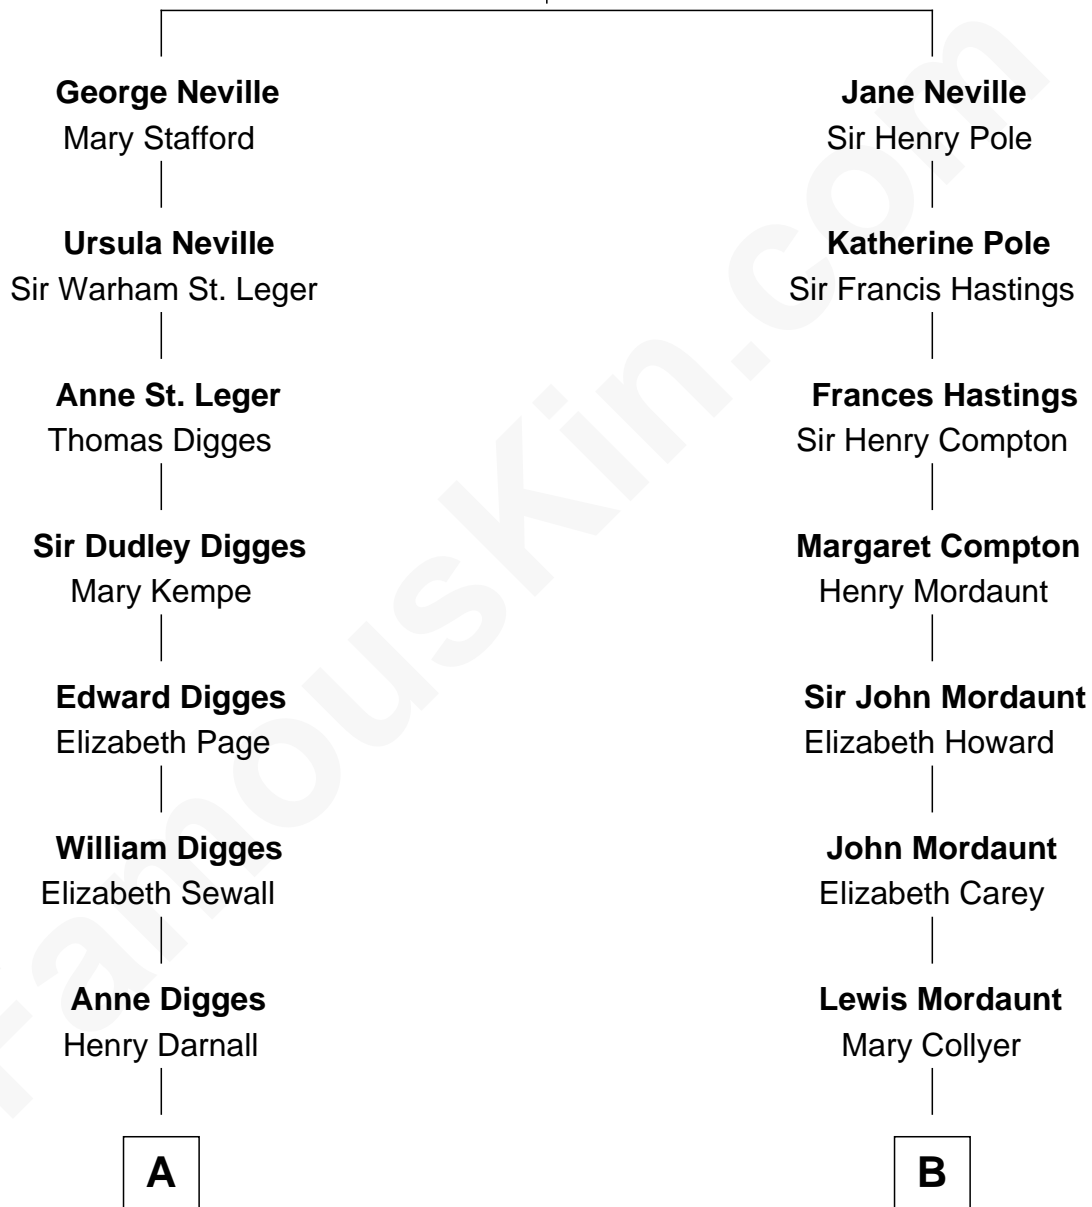 George Neville
Mary Stafford
Ursula Neville
Sir Warham St. Leger
Anne St. Leger
Thomas Digges
Sir Dudley Digges
Mary Kempe
Edward Digges
Elizabeth Page
William Digges
Elizabeth Sewall
Anne Digges
Henry Darnall
A
Jane Neville
Sir Henry Pole
Katherine Pole
Sir Francis Hastings
Frances Hastings
Sir Henry Compton
Margaret Compton
Henry Mordaunt
Sir John Mordaunt
Elizabeth Howard
John Mordaunt
Elizabeth Carey
Lewis Mordaunt
Mary Collyer
B
FamousKin.com